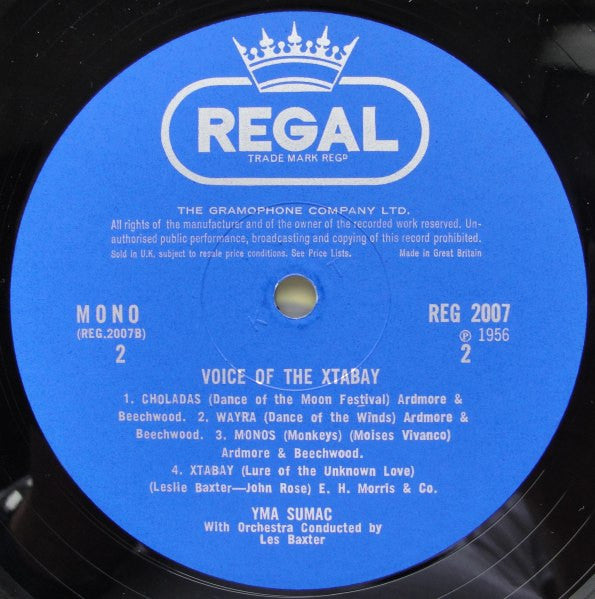 REGAL
TRADE MARK REGD
THE GRAMOPHONE COMPANY LTD.
All rights of the manufacturer and of the owner of the recorded work reserved. Un-
authorised public performance, broadcasting and copying of this record prohibited.
Sold in U.K. subject to resale price conditions. See Price Lists. Made in Great Britain
MONO
(REG.2007B)
2
REG 2007
℗ 1956
2
VOICE OF THE XTABAY
1. CHOLADAS (Dance of the Moon Festival) Ardmore &
Beechwood. 2. WAYRA (Dance of the Winds) Ardmore &
Beechwood. 3. MONOS (Monkeys) (Moises Vivanco)
Ardmore & Beechwood.
4. XTABAY (Lure of the Unknown Love)
(Leslie Baxter—John Rose) E. H. Morris & Co.
YMA SUMAC
With Orchestra Conducted by
Les Baxter